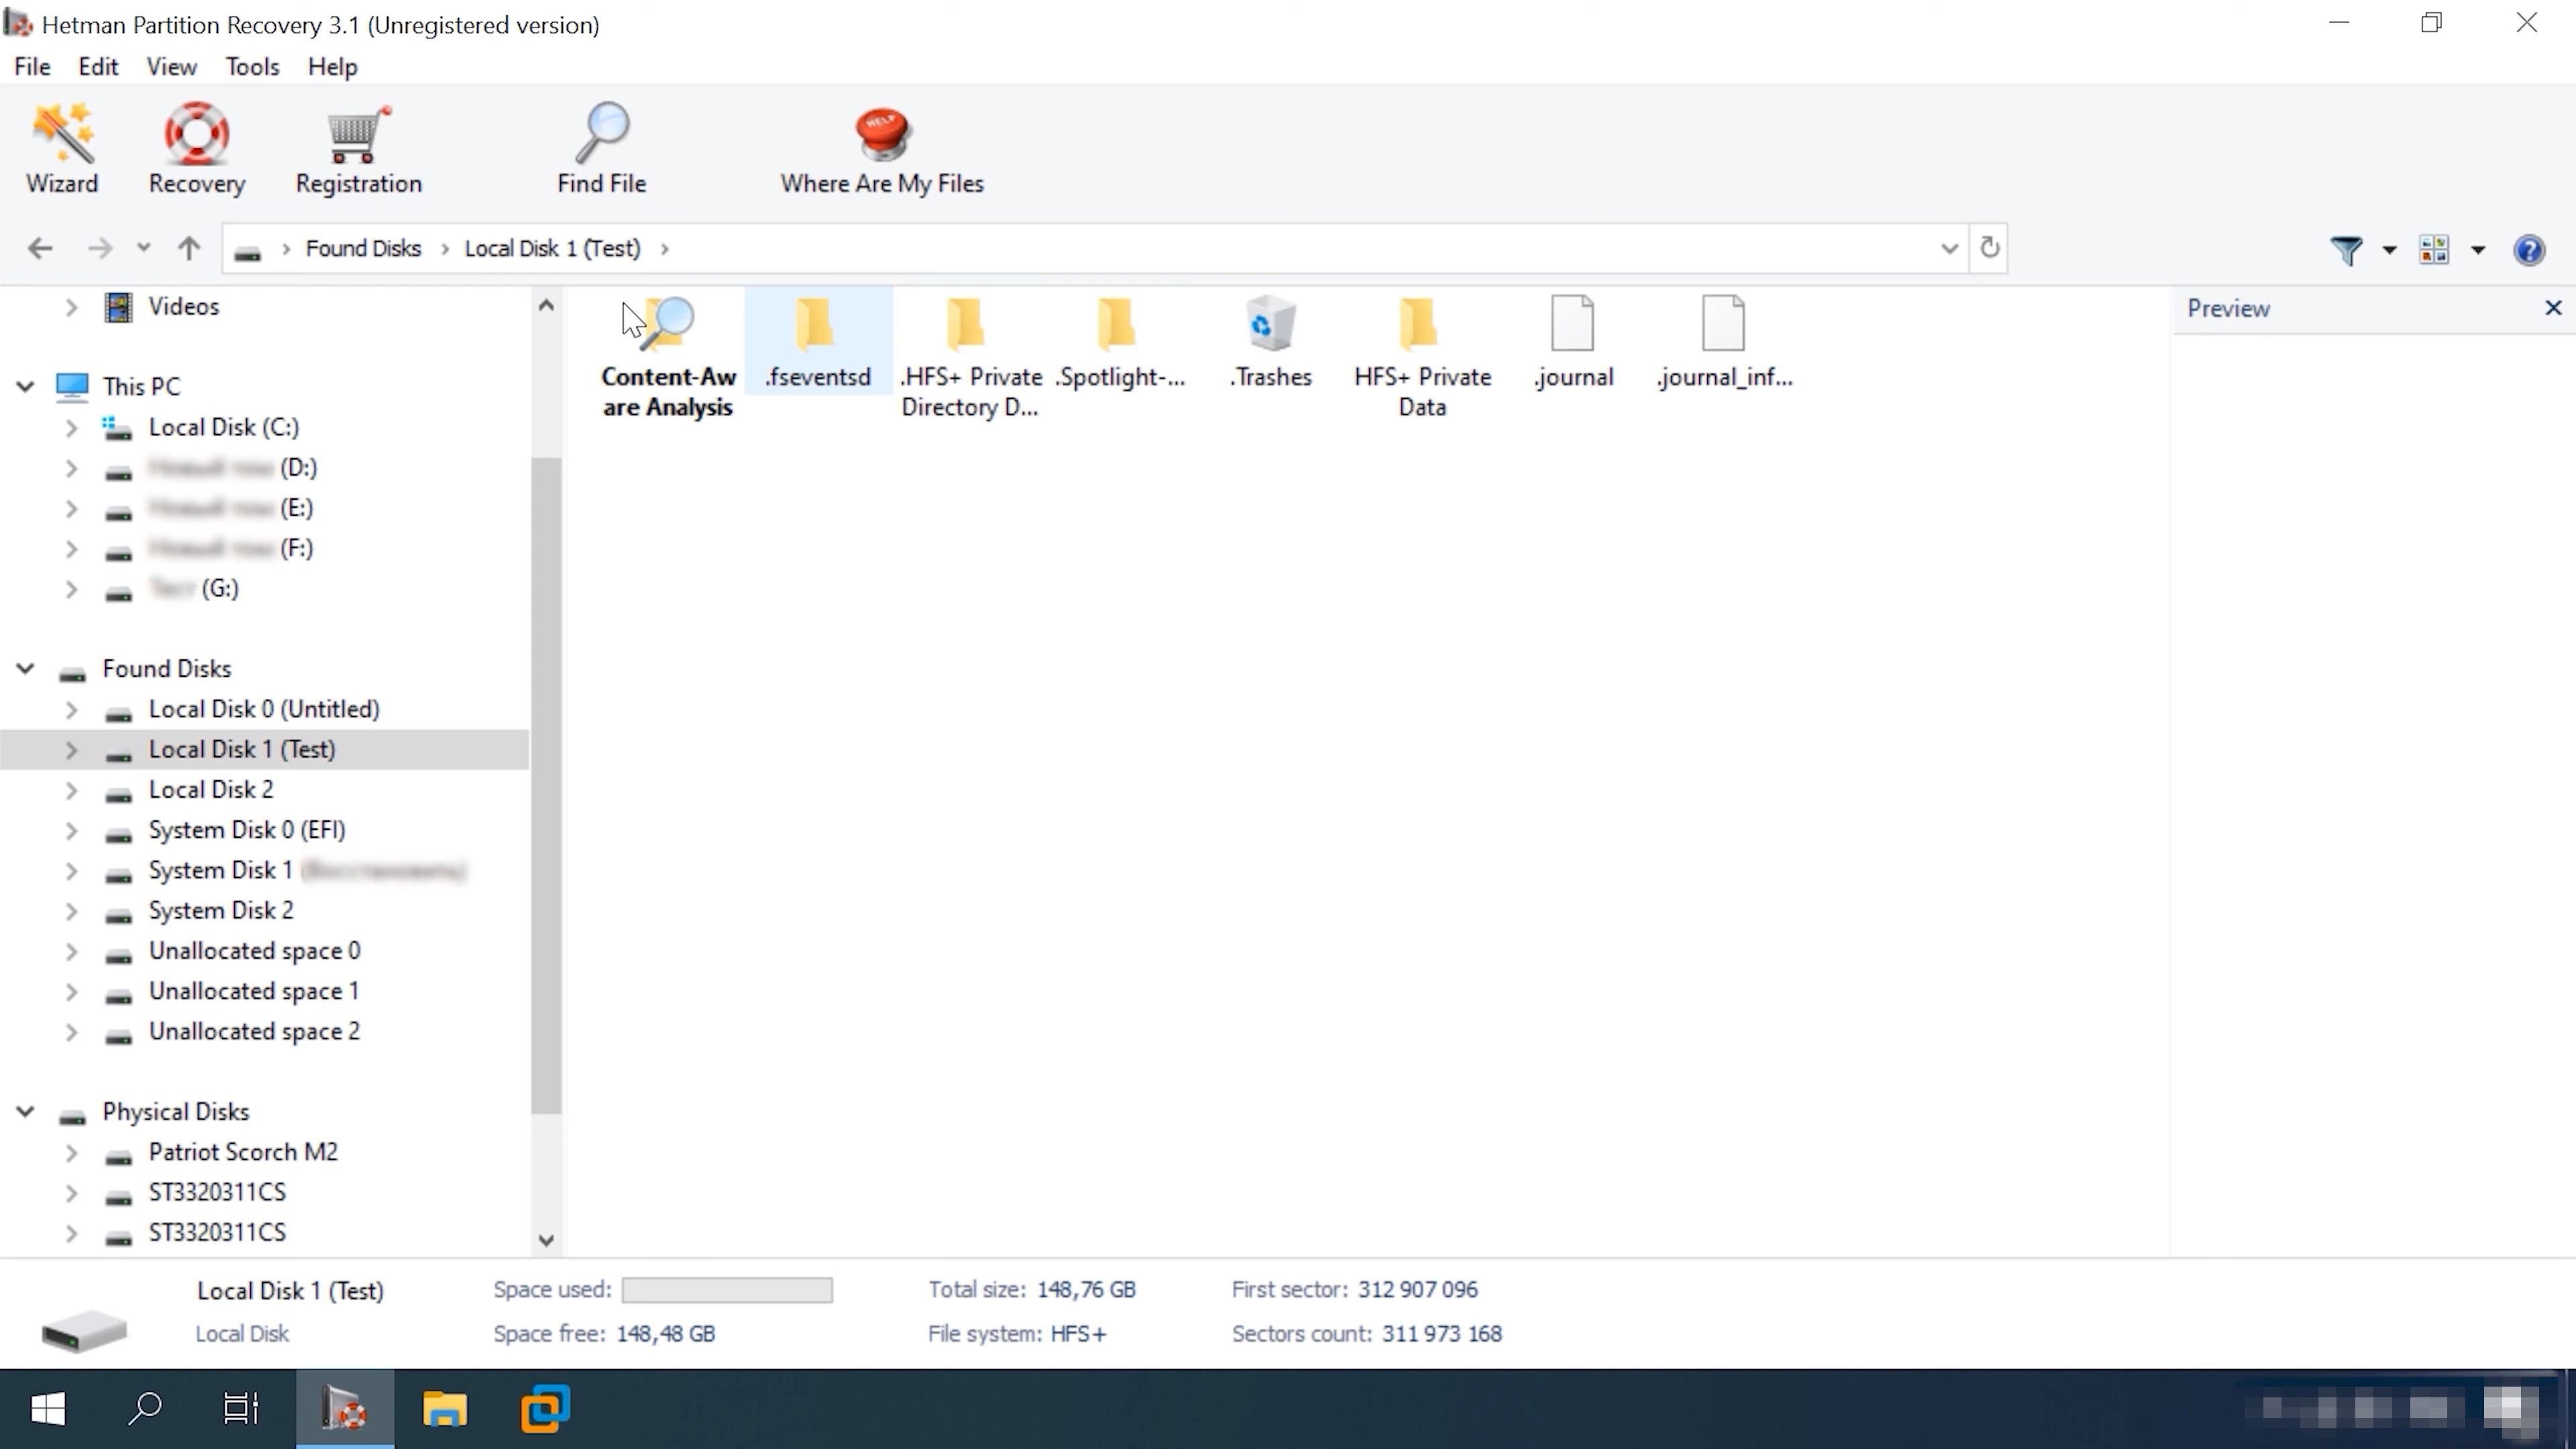 Hetman Partition Recovery 3.1 (Unregistered version)
File Edit View Tools Help
Wizard Recovery Registration Find File HELP Where Are My Files
Found Disks Local Disk 1 (Test)
Videos
This PC
Local Disk (C:)
(D:)
(E:)
(F:)
(G:)
Found Disks
Local Disk 0 (Untitled)
Local Disk 1 (Test)
Local Disk 2
System Disk 0 (EFI)
System Disk 1
System Disk 2
Unallocated space 0
Unallocated space 1
Unallocated space 2
Physical Disks
Patriot Scorch M2
ST3320311CS
ST3320311CS
Content-Aw
are Analysis
.fseventsd
.HFS+ Private
Directory D...
.Spotlight-...
.Trashes
HFS+ Private
Data
.journal
.journal_inf...
Preview
Local Disk 1 (Test) Space used: Total size: 148,76 GB First sector: 312 907 096
Local Disk Space free: 148,48 GB File system: HFS+ Sectors count: 311 973 168